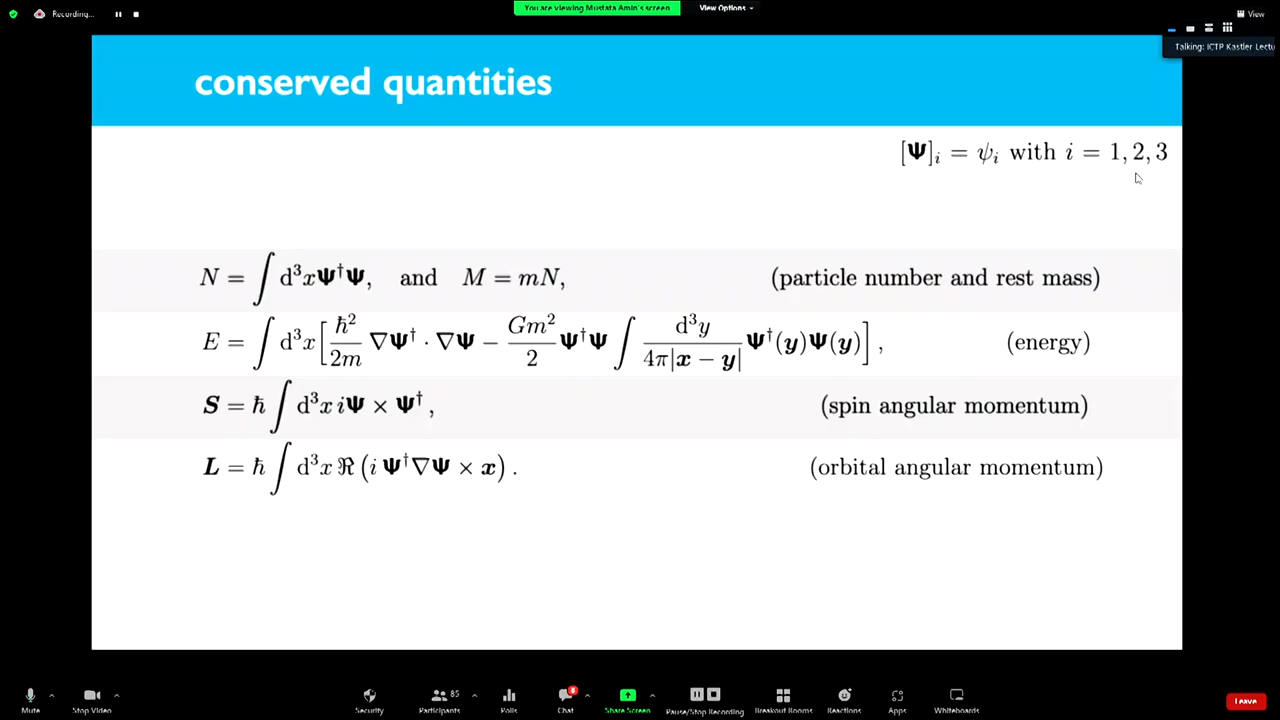 Recording...
You are viewing Mustafa Amin's screen
View Options
View
Talking: ICTP Kastler Lectu
conserved quantities
[Ψ]_i = ψ_i with i = 1, 2, 3
N = ∫ d³x Ψ†Ψ, and M = mN, (particle number and rest mass)
E = ∫ d³x [ ħ²/2m ∇Ψ† · ∇Ψ − Gm²/2 Ψ†Ψ ∫ d³y/4π|x − y| Ψ†(y)Ψ(y) ] , (energy)
S = ħ ∫ d³x iΨ × Ψ† , (spin angular momentum)
L = ħ ∫ d³x ℜ (i Ψ†∇Ψ × x) . (orbital angular momentum)
85
8
Mute
Stop Video
Security
Participants
Polls
Chat
Share Screen
Pause/Stop Recording
Breakout Rooms
Reactions
Apps
Whiteboards
Leave